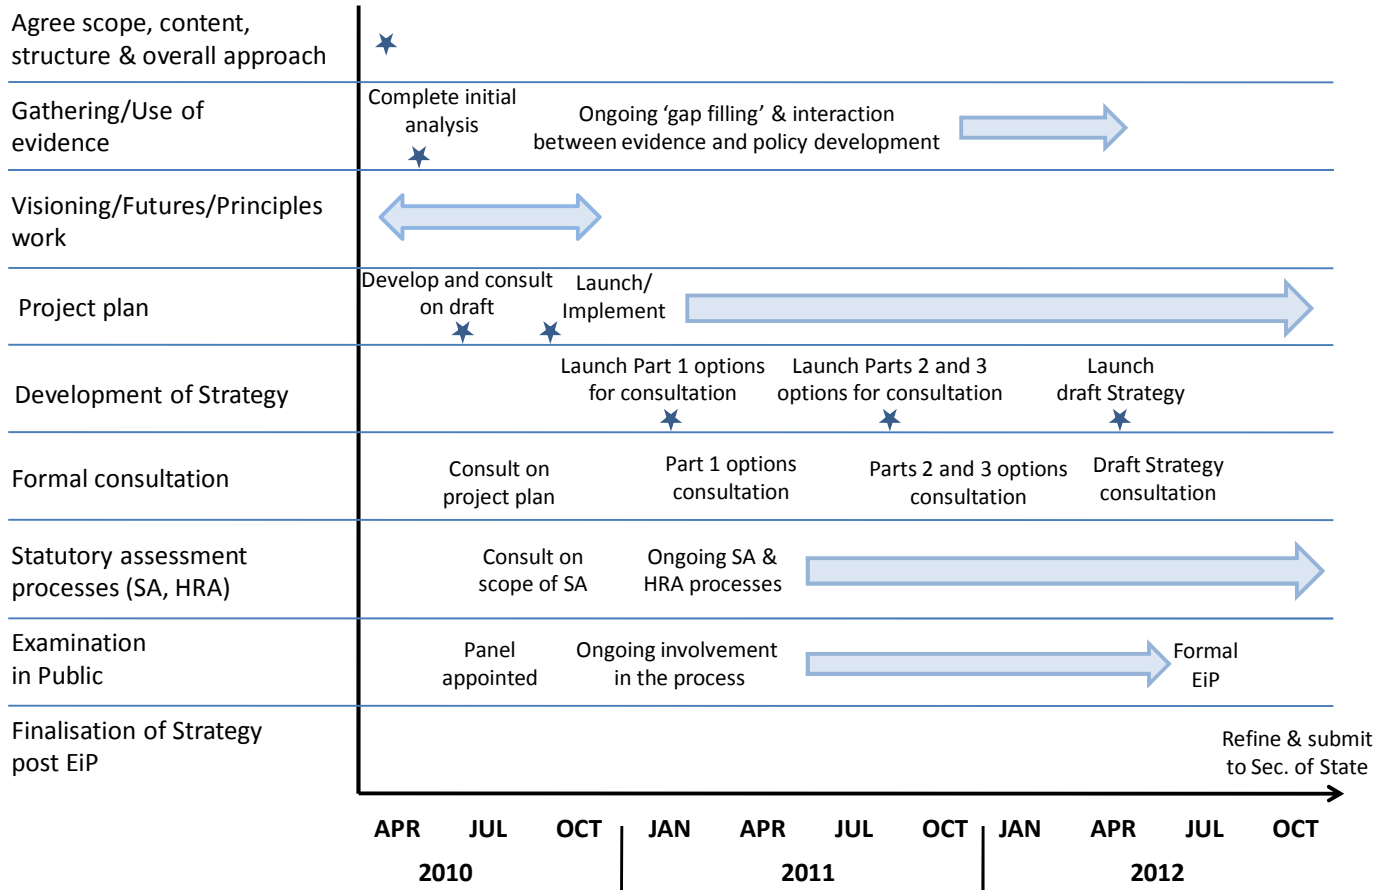 Agree scope, content,
structure & overall approach
Gathering/Use of
evidence
Complete initial
analysis
Ongoing ‘gap filling’ & interaction
between evidence and policy development
Visioning/Futures/Principles
work
Project plan
Develop and consult
on draft
Launch/
Implement
Development of Strategy
Launch Part 1 options
for consultation
Launch Parts 2 and 3
options for consultation
Launch
draft Strategy
Formal consultation
Consult on
project plan
Part 1 options
consultation
Parts 2 and 3 options
consultation
Draft Strategy
consultation
Statutory assessment
processes (SA, HRA)
Consult on
scope of SA
Ongoing SA &
HRA processes
Examination
in Public
Panel
appointed
Ongoing involvement
in the process
Formal
EiP
Finalisation of Strategy
post EiP
Refine & submit
to Sec. of State
APR JUL OCT JAN APR JUL OCT JAN APR JUL OCT
2010 2011 2012